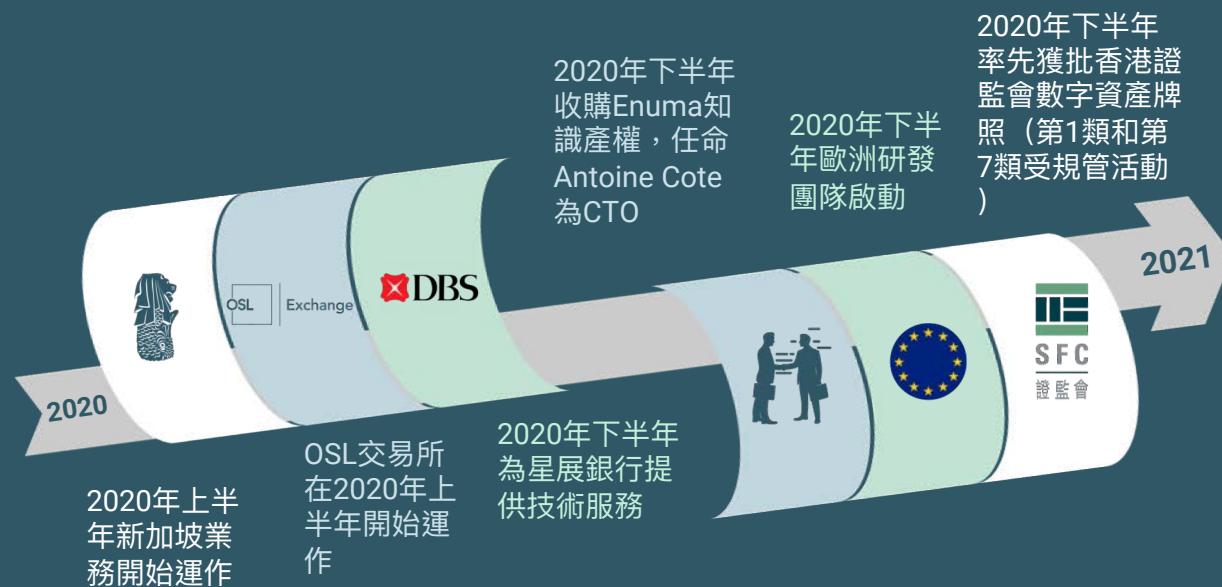 2020
2020年上半
年新加坡業
務開始運作
OSL
Exchange
OSL交易所
在2020年上
半年開始運
作
DBS
2020年下半年
為星展銀行提
供技術服務
2020年下半年
收購Enuma知
識產權，任命
Antoine Cote
為CTO
2020年下半
年歐洲研發
團隊啟動
2020年下半年
率先獲批香港證
監會數字資產牌
照（第1類和第
7類受規管活動
）
SFC
證監會
2021